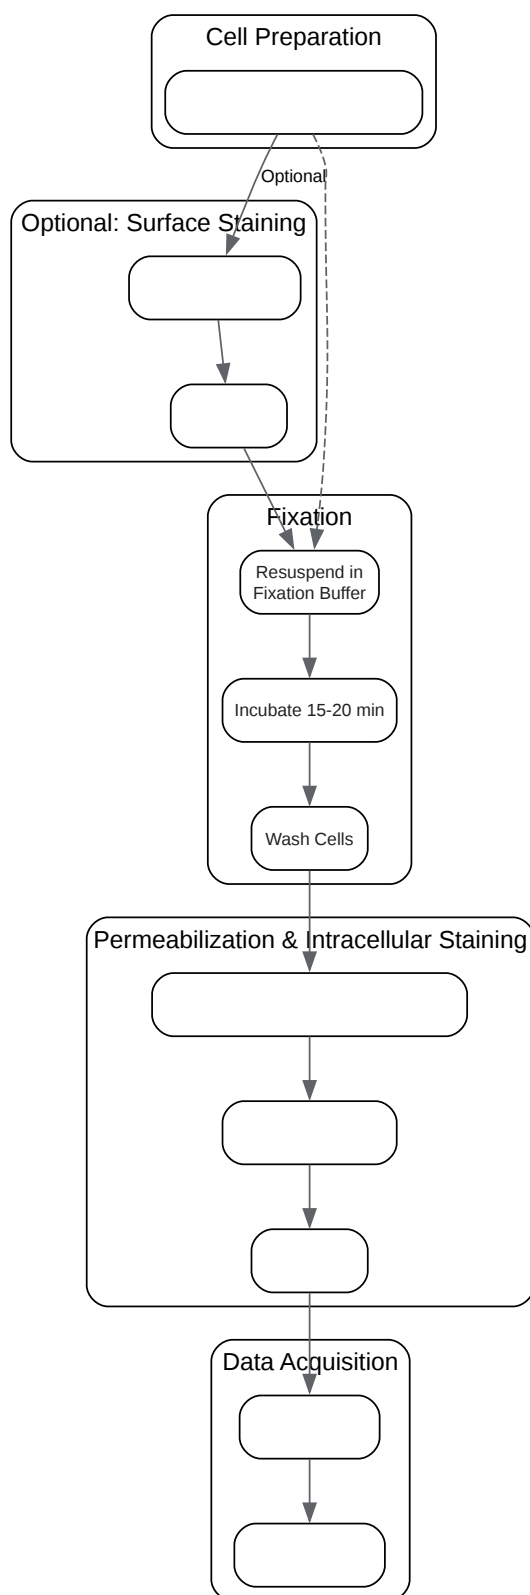 Cell Preparation
Optional
Optional: Surface Staining
Fixation
Resuspend in
Fixation Buffer
Incubate 15-20 min
Wash Cells
Permeabilization & Intracellular Staining
Data Acquisition